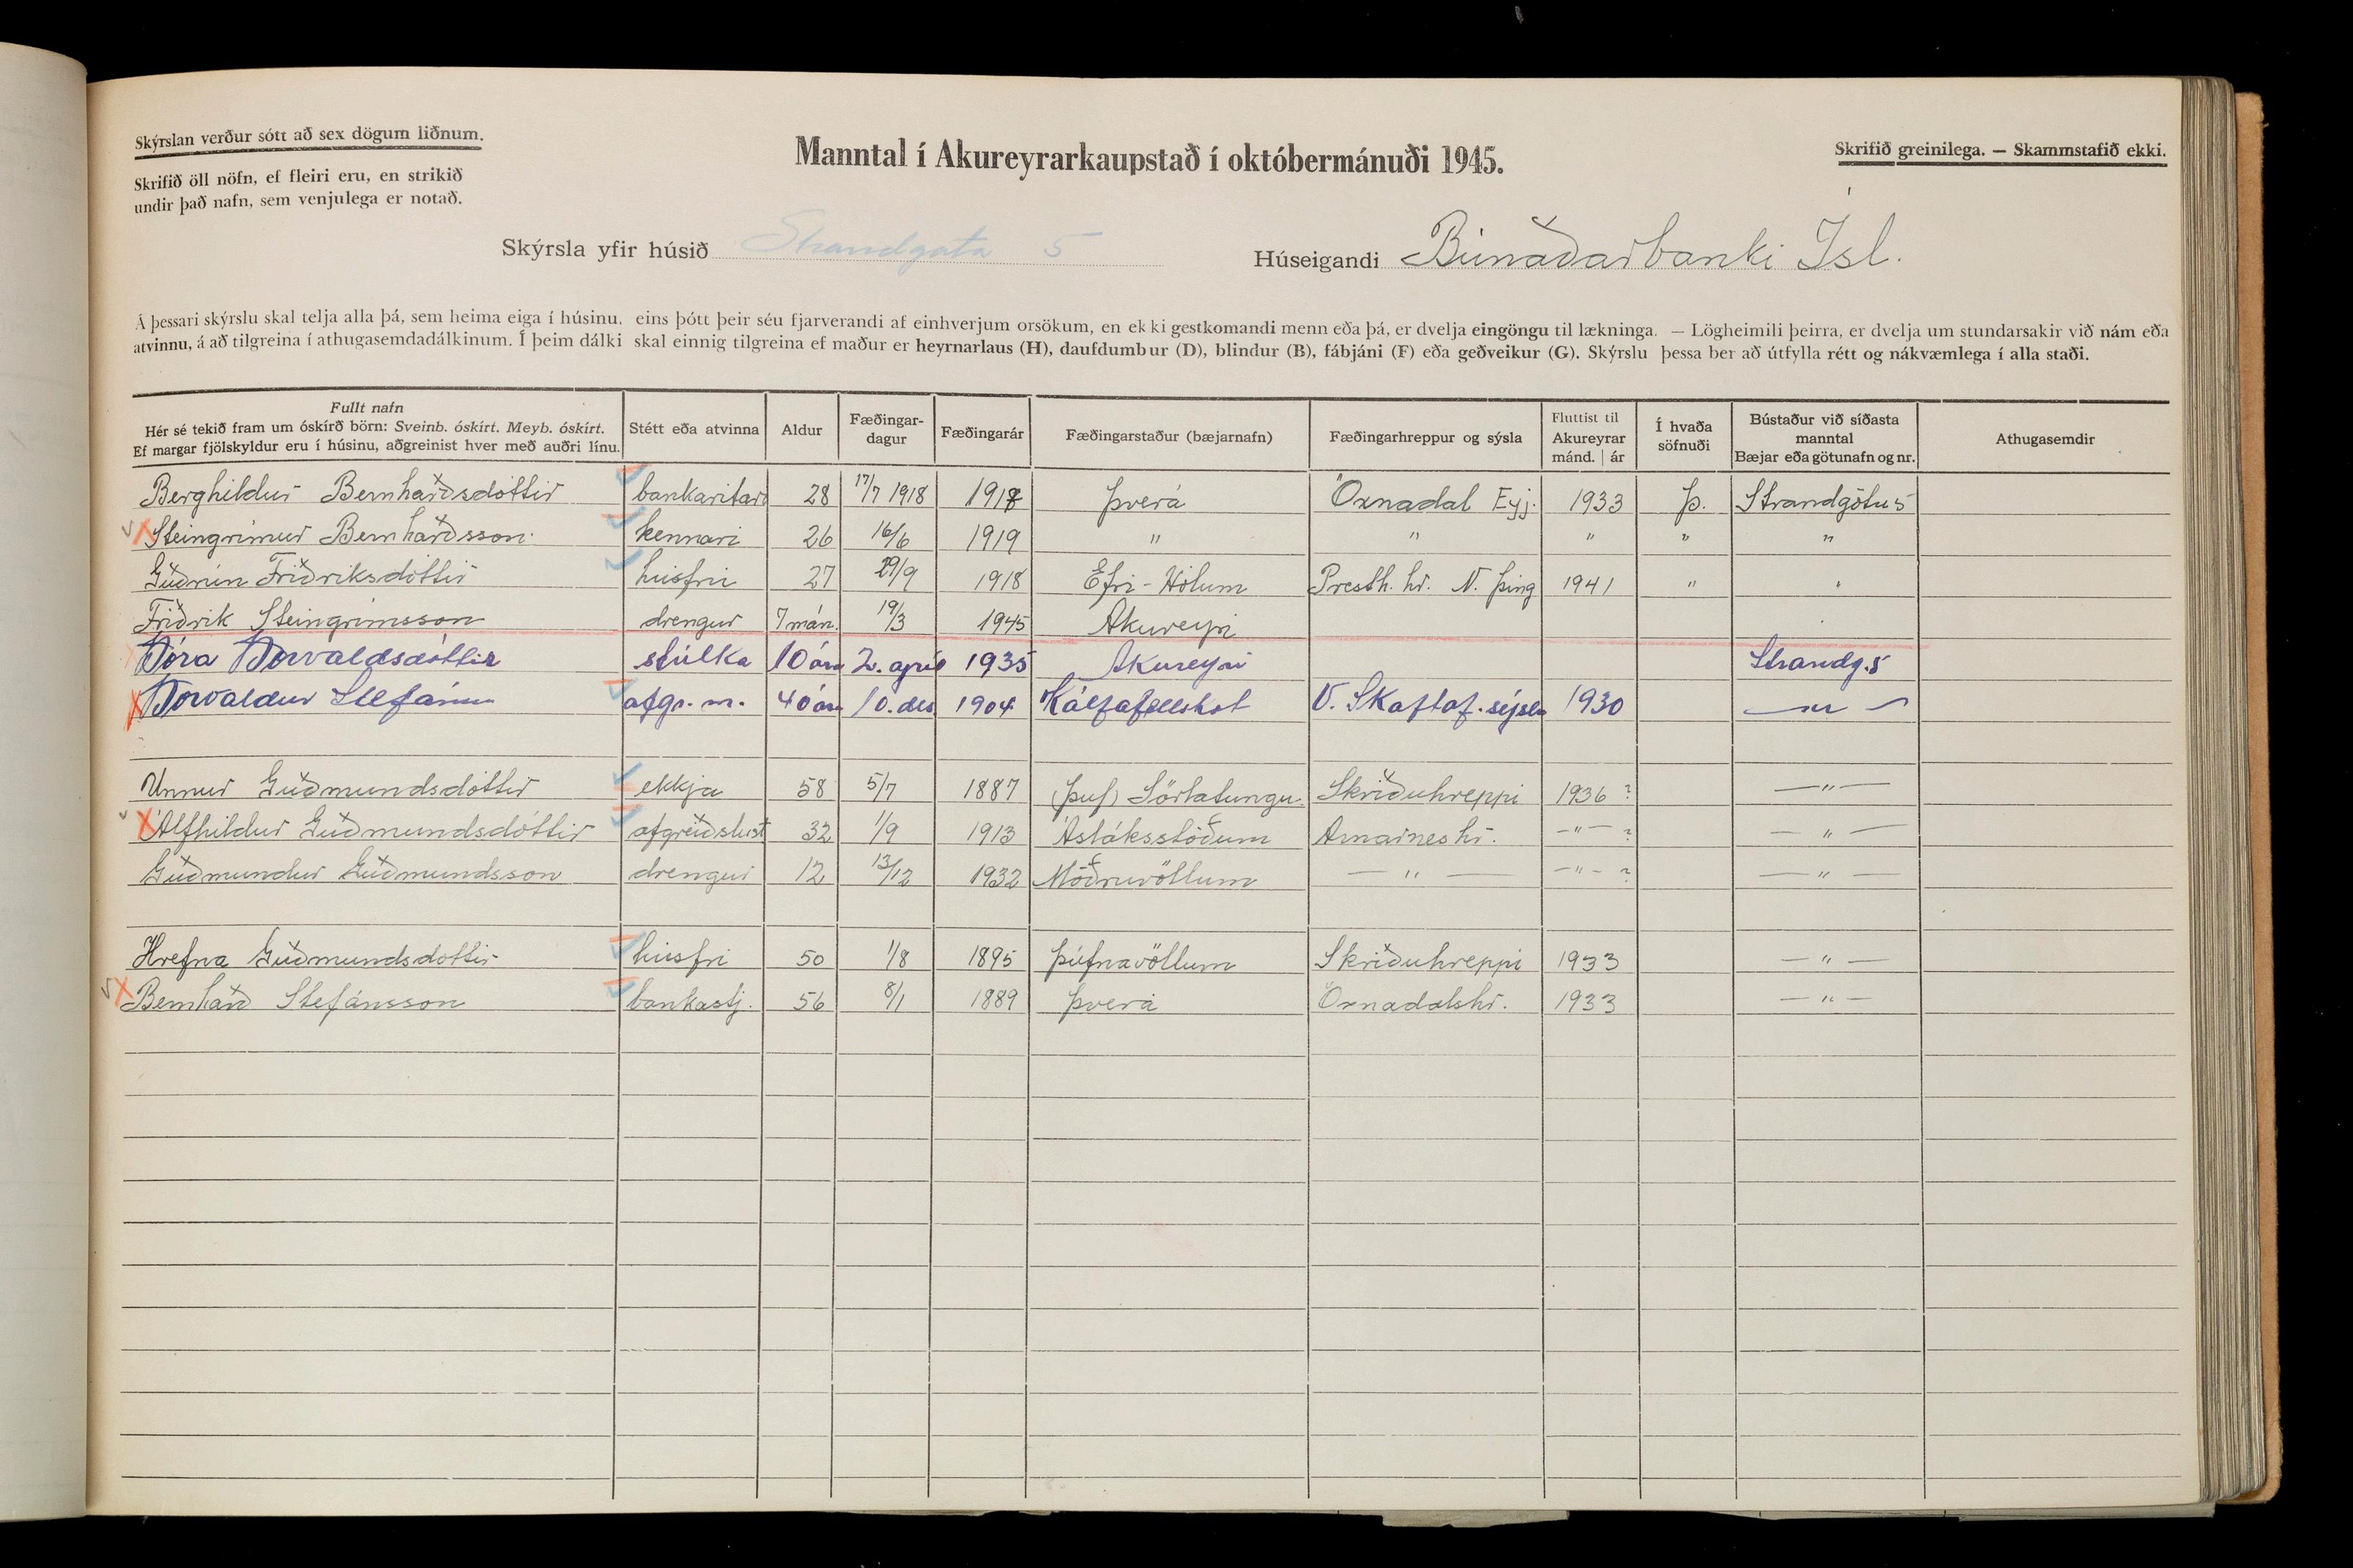 Skýrslan verður sótt að sex dögum liðnum.
Skrifið öll nöfn, ef fleiri eru, en strikið
undir það nafn, sem venjulega er notað.
Manntal í Akureyrarkaupstað í októbermánuði 1945.
Skrifið greinilega. — Skammstafið ekki.
Skýrsla yfir húsið Strandgata 5 Húseigandi Búnaðarbanki Ísl.
Á þessari skýrslu skal telja alla þá, sem heima eiga í húsinu, eins þótt þeir séu fjarverandi af einhverjum orsökum, en ekki gestkomandi menn eða þá, er dvelja eingöngu til lækninga. — Lögheimili þeirra, er dvelja um stundarsakir við nám eða
atvinnu, á að tilgreina í athugasemdadálkinum. Í þeim dálki skal einnig tilgreina ef maður er heyrnarlaus (H), daufdumbur (D), blindur (B), fábjáni (F) eða geðveikur (G). Skýrslu þessa ber að útfylla rétt og nákvæmlega í alla staði.
Fullt nafn
Hér sé tekið fram um óskírð börn: Sveinb. óskírt. Meyb. óskírt.
Ef margar fjölskyldur eru í húsinu, aðgreinist hver með auðri línu.
Stétt eða atvinna
Aldur
Fæðingar-
dagur
Fæðingarár
Fæðingarstaður (bæjarnafn)
Fæðingarhreppur og sýsla
Fluttist til
Akureyrar
mánd. | ár
Í hvaða
söfnuði
Bústaður við síðasta
manntal
Bæjar eða götunafn og nr.
Athugasemdir
Berghildur Bernharðsdóttir bankaritari 28 17/7 1918 1918 Þverá Öxnadal Eyj. 1933 Þ. Strandgötu 5
Steingrímur Bernharðsson kennari 26 16/6 1919 " " " " "
Guðrún Friðriksdóttir húsfrú 27 29/9 1918 Efri-Hólum Presth. hr. N. Þing 1941 " "
Friðrik Steingrímsson drengur 7 mán. 19/3 1945 Akureyri
Þóra Þorvaldsdóttir stúlka 10 ára 2. apríl 1935 Akureyri Strandg. 5
Þorvaldur Stefánsson afgr. m. 40 ára 10. des 1904 Kálfafellskot V. Skaftaf. sýslu 1930 — " —
Unnur Guðmundsdóttir ekkja 58 5/7 1887 (Þuf) Sörlatungu Skriðuhreppi 1936 ? — " —
Álfhildur Guðmundsdóttir afgreiðslust 32 1/9 1913 Ásláksstöðum Arnarneshr. — " — ? — " —
Guðmundur Guðmundsson drengur 12 13/12 1932 Möðruvöllum — " — — " — ? — " —
Hrefna Guðmundsdóttir húsfrú 50 1/8 1895 Þúfnavöllum Skriðuhreppi 1933 — " —
Bernharð Stefánsson bankastj. 56 8/1 1889 Þverá Öxnadalshr. 1933 — " —